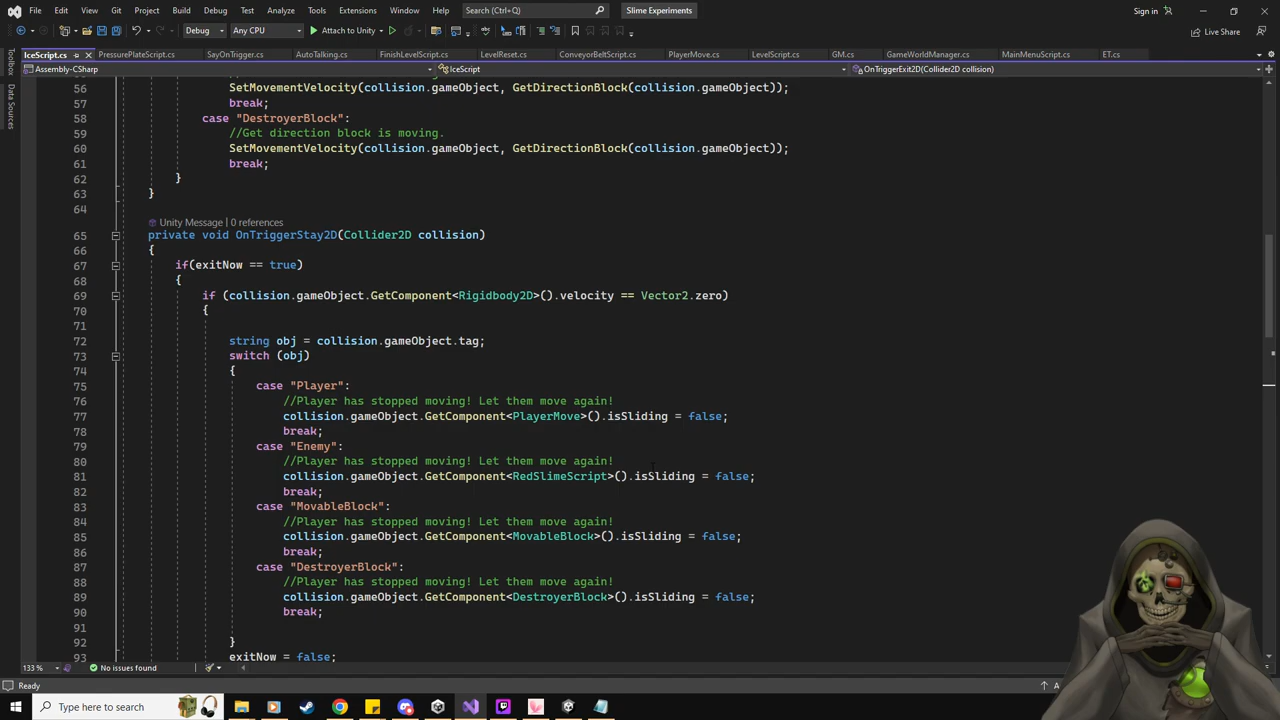 File Edit View Git Project Build Debug Test Analyze Tools Extensions Window Help Search (Ctrl+Q) Slime Experiments Sign in
Debug Any CPU Attach to Unity Live Share
IceScript.cs PressurePlateScript.cs SayOnTrigger.cs AutoTalking.cs FinishLevelScript.cs LevelReset.cs ConveyorBeltScript.cs PlayerMove.cs LevelScript.cs GM.cs GameWorldManager.cs MainMenuScript.cs ET.cs
Assembly-CSharp IceScript OnTriggerExit2D(Collider2D collision)
Toolbox
Data Sources
56 SetMovementVelocity(collision.gameObject, GetDirectionBlock(collision.gameObject));
57 break;
58 case "DestroyerBlock":
59 //Get direction block is moving.
60 SetMovementVelocity(collision.gameObject, GetDirectionBlock(collision.gameObject));
61 break;
62 }
63 }
64
Unity Message | 0 references
65 private void OnTriggerStay2D(Collider2D collision)
66 {
67 if(exitNow == true)
68 {
69 if (collision.gameObject.GetComponent<Rigidbody2D>().velocity == Vector2.zero)
70 {
71
72 string obj = collision.gameObject.tag;
73 switch (obj)
74 {
75 case "Player":
76 //Player has stopped moving! Let them move again!
77 collision.gameObject.GetComponent<PlayerMove>().isSliding = false;
78 break;
79 case "Enemy":
80 //Player has stopped moving! Let them move again!
81 collision.gameObject.GetComponent<RedSlimeScript>().isSliding = false;
82 break;
83 case "MovableBlock":
84 //Player has stopped moving! Let them move again!
85 collision.gameObject.GetComponent<MovableBlock>().isSliding = false;
86 break;
87 case "DestroyerBlock":
88 //Player has stopped moving! Let them move again!
89 collision.gameObject.GetComponent<DestroyerBlock>().isSliding = false;
90 break;
91
92 }
93 exitNow = false;
133 % No issues found
Ready
Type here to search